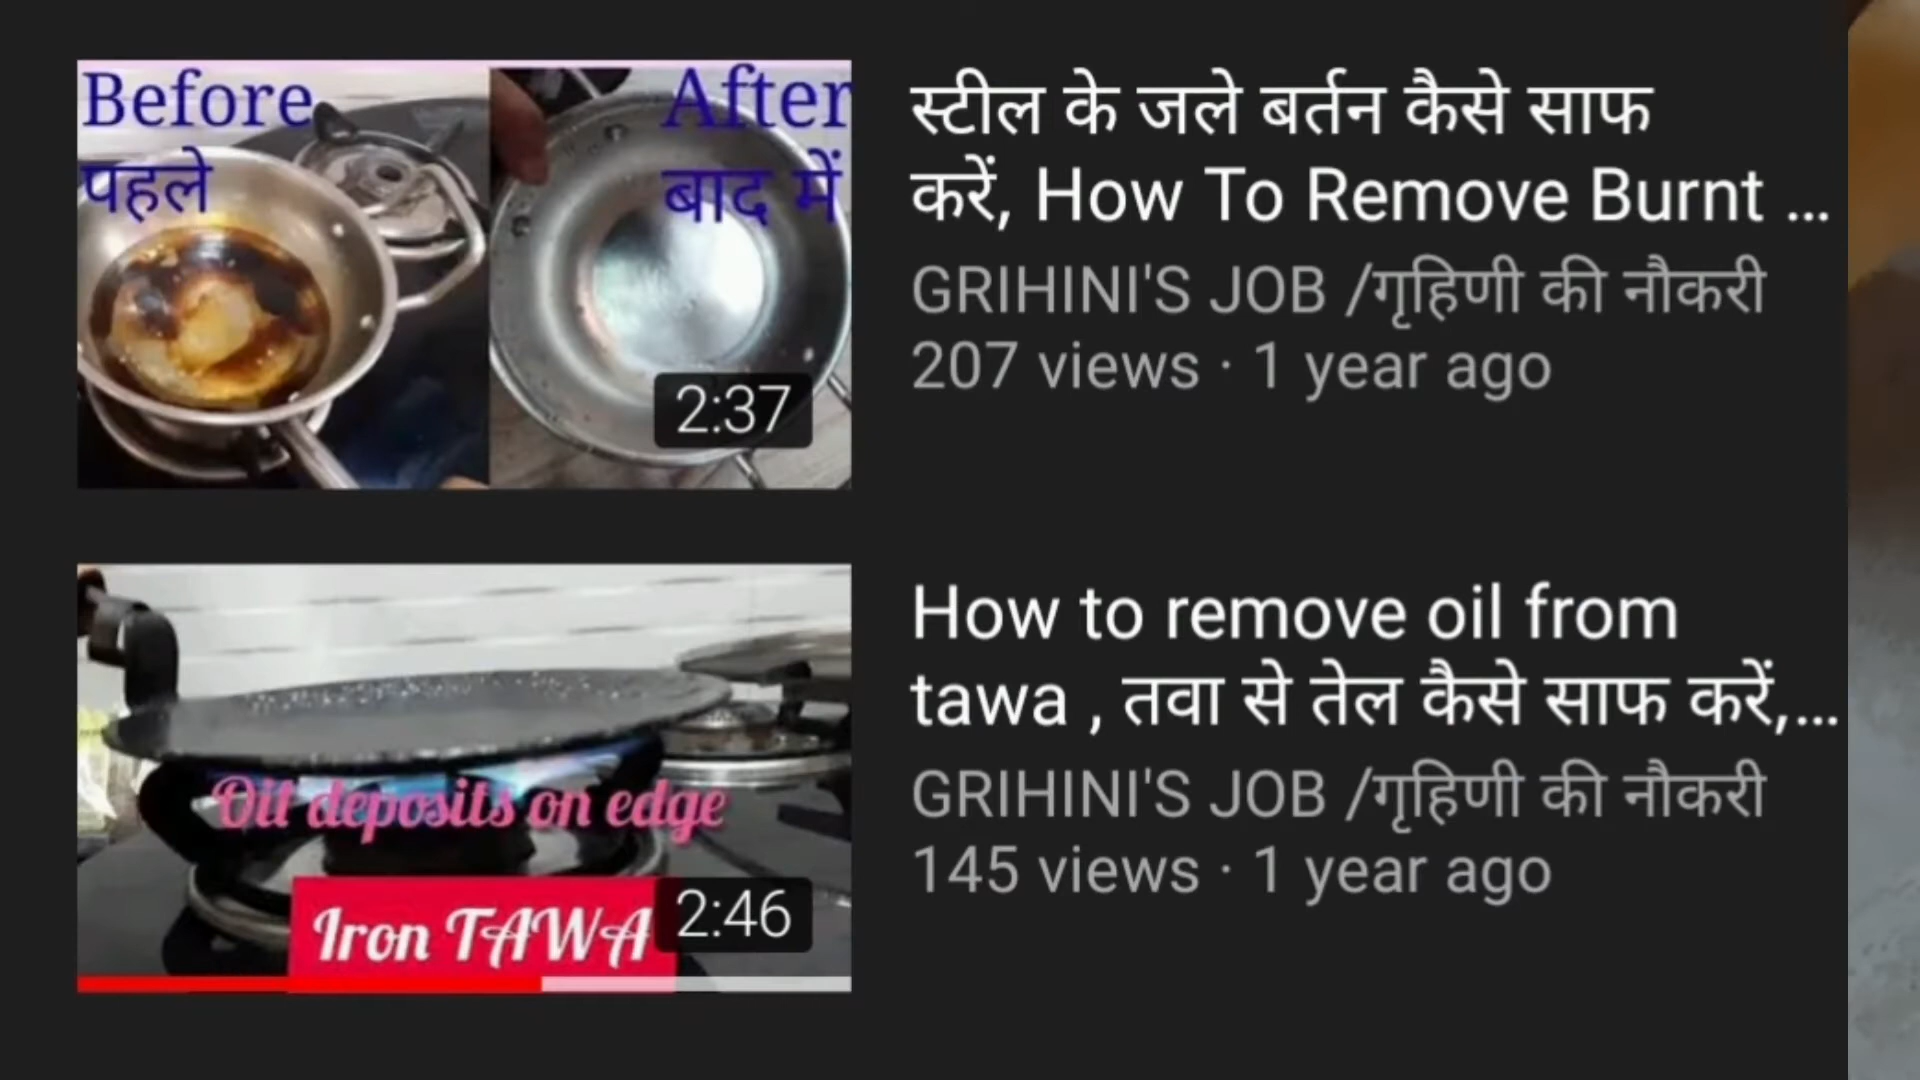 Before
पहले
After
बाद में
2:37
स्टील के जले बर्तन कैसे साफ
करें, How To Remove Burnt ...
GRIHINI'S JOB /गृहिणी की नौकरी
207 views · 1 year ago
Oil deposits on edge
Iron TAWA
2:46
How to remove oil from
tawa , तवा से तेल कैसे साफ करें,...
GRIHINI'S JOB /गृहिणी की नौकरी
145 views · 1 year ago